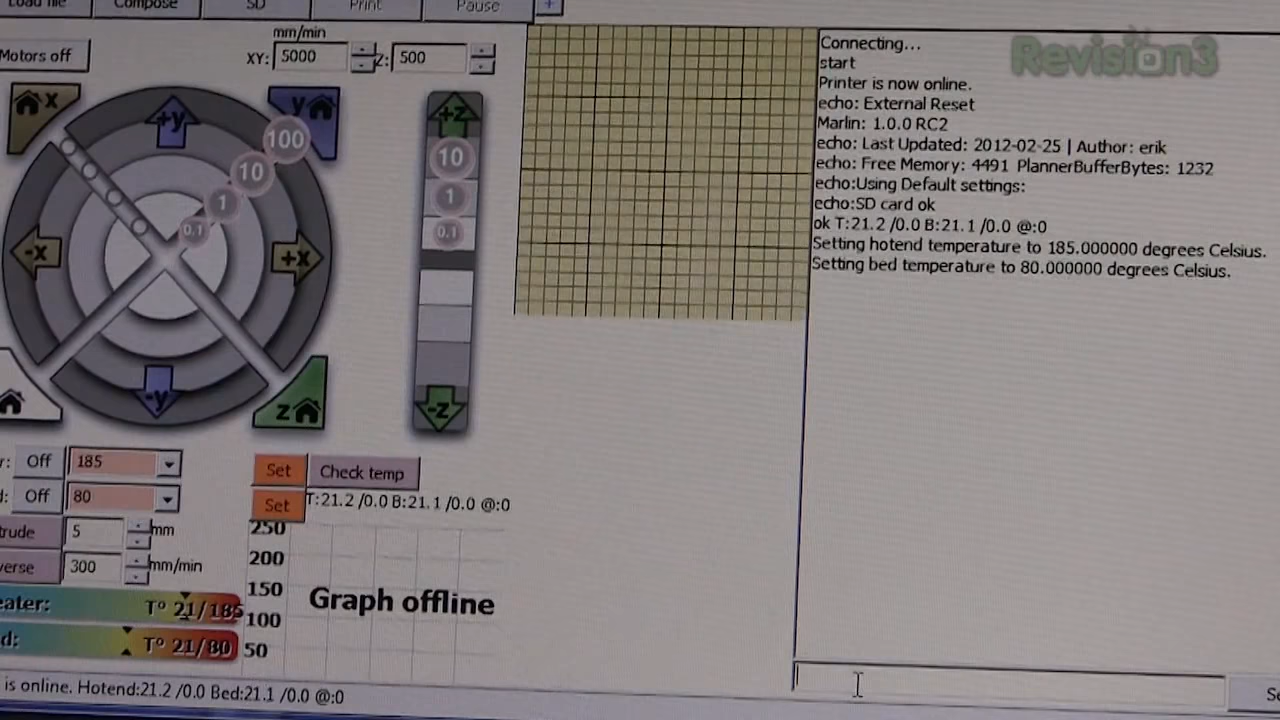 Load file Compose SD Print Pause +
Motors off
mm/min
XY: 5000 Z: 500
x
y
+y
100
10
1
0.1
-x
+x
-y
z
+z
10
1
0.1
-z
Off 185 Set Check temp
Off 80 Set T:21.2 /0.0 B:21.1 /0.0 @:0
5 mm
300 mm/min
T° 21/185
T° 21/80
250
200
150
100
50
Graph offline
is online. Hotend:21.2 /0.0 Bed:21.1 /0.0 @:0
Revision3
Connecting...
start
Printer is now online.
echo: External Reset
Marlin: 1.0.0 RC2
echo: Last Updated: 2012-02-25 | Author: erik
echo: Free Memory: 4491 PlannerBufferBytes: 1232
echo:Using Default settings:
echo:SD card ok
ok T:21.2 /0.0 B:21.1 /0.0 @:0
Setting hotend temperature to 185.000000 degrees Celsius.
Setting bed temperature to 80.000000 degrees Celsius.